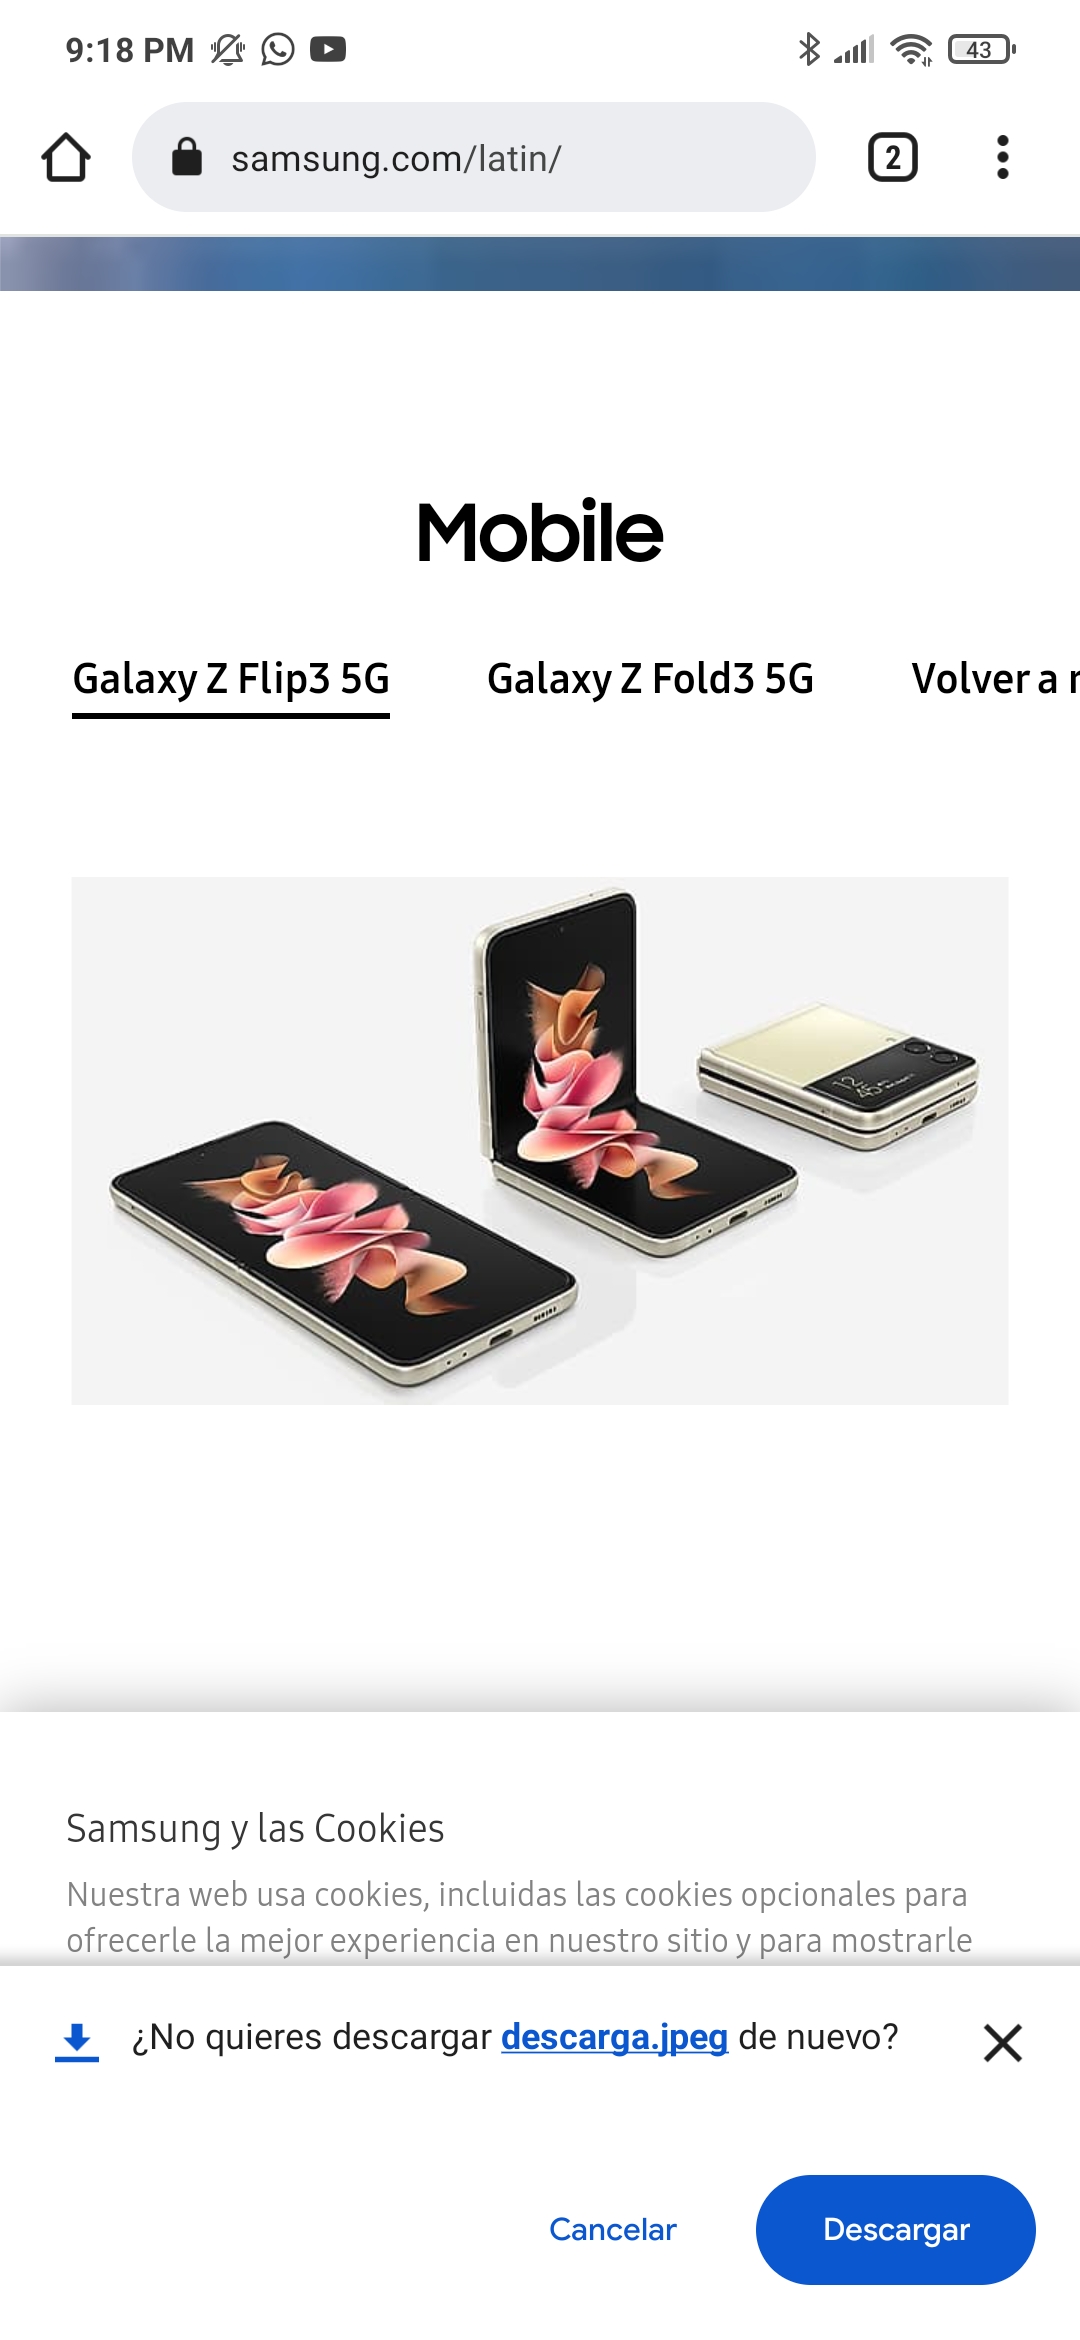 9:18 PM
43
samsung.com/latin/
2
Mobile
Galaxy Z Flip3 5G
Galaxy Z Fold3 5G
Volver a
12
45
Samsung y las Cookies
Nuestra web usa cookies, incluidas las cookies opcionales para
ofrecerle la mejor experiencia en nuestro sitio y para mostrarle
¿No quieres descargar descarga.jpeg de nuevo?
Cancelar
Descargar